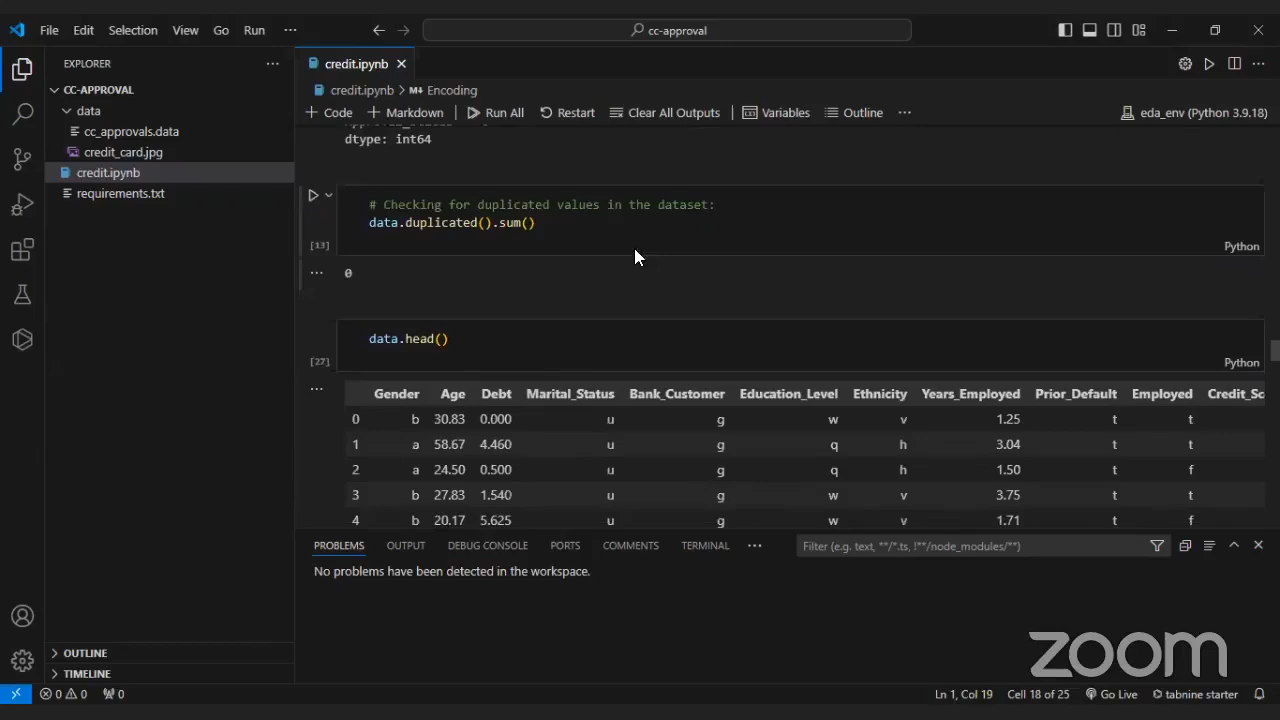 File Edit Selection View Go Run ··· cc-approval
EXPLORER
credit.ipynb
CC-APPROVAL
data
cc_approvals.data
credit_card.jpg
credit.ipynb
requirements.txt
credit.ipynb > Encoding
+ Code + Markdown Run All Restart Clear All Outputs Variables Outline ··· eda_env (Python 3.9.18)
dtype: int64
# Checking for duplicated values in the dataset:
data.duplicated().sum()
[13] Python
0
data.head()
[27] Python
Gender Age Debt Marital_Status Bank_Customer Education_Level Ethnicity Years_Employed Prior_Default Employed
0 b 30.83 0.000 u g w v 1.25 t t
1 a 58.67 4.460 u g q h 3.04 t t
2 a 24.50 0.500 u g q h 1.50 t f
3 b 27.83 1.540 u g w v 3.75 t t
4 b 20.17 5.625 u g w v 1.71 t f
PROBLEMS OUTPUT DEBUG CONSOLE PORTS COMMENTS TERMINAL ··· Filter (e.g. text, **/*.ts, !**/node_modules/**)
No problems have been detected in the workspace.
zoom
OUTLINE
TIMELINE
0 0 0 Ln 1, Col 19 Cell 18 of 25 Go Live tabnine starter